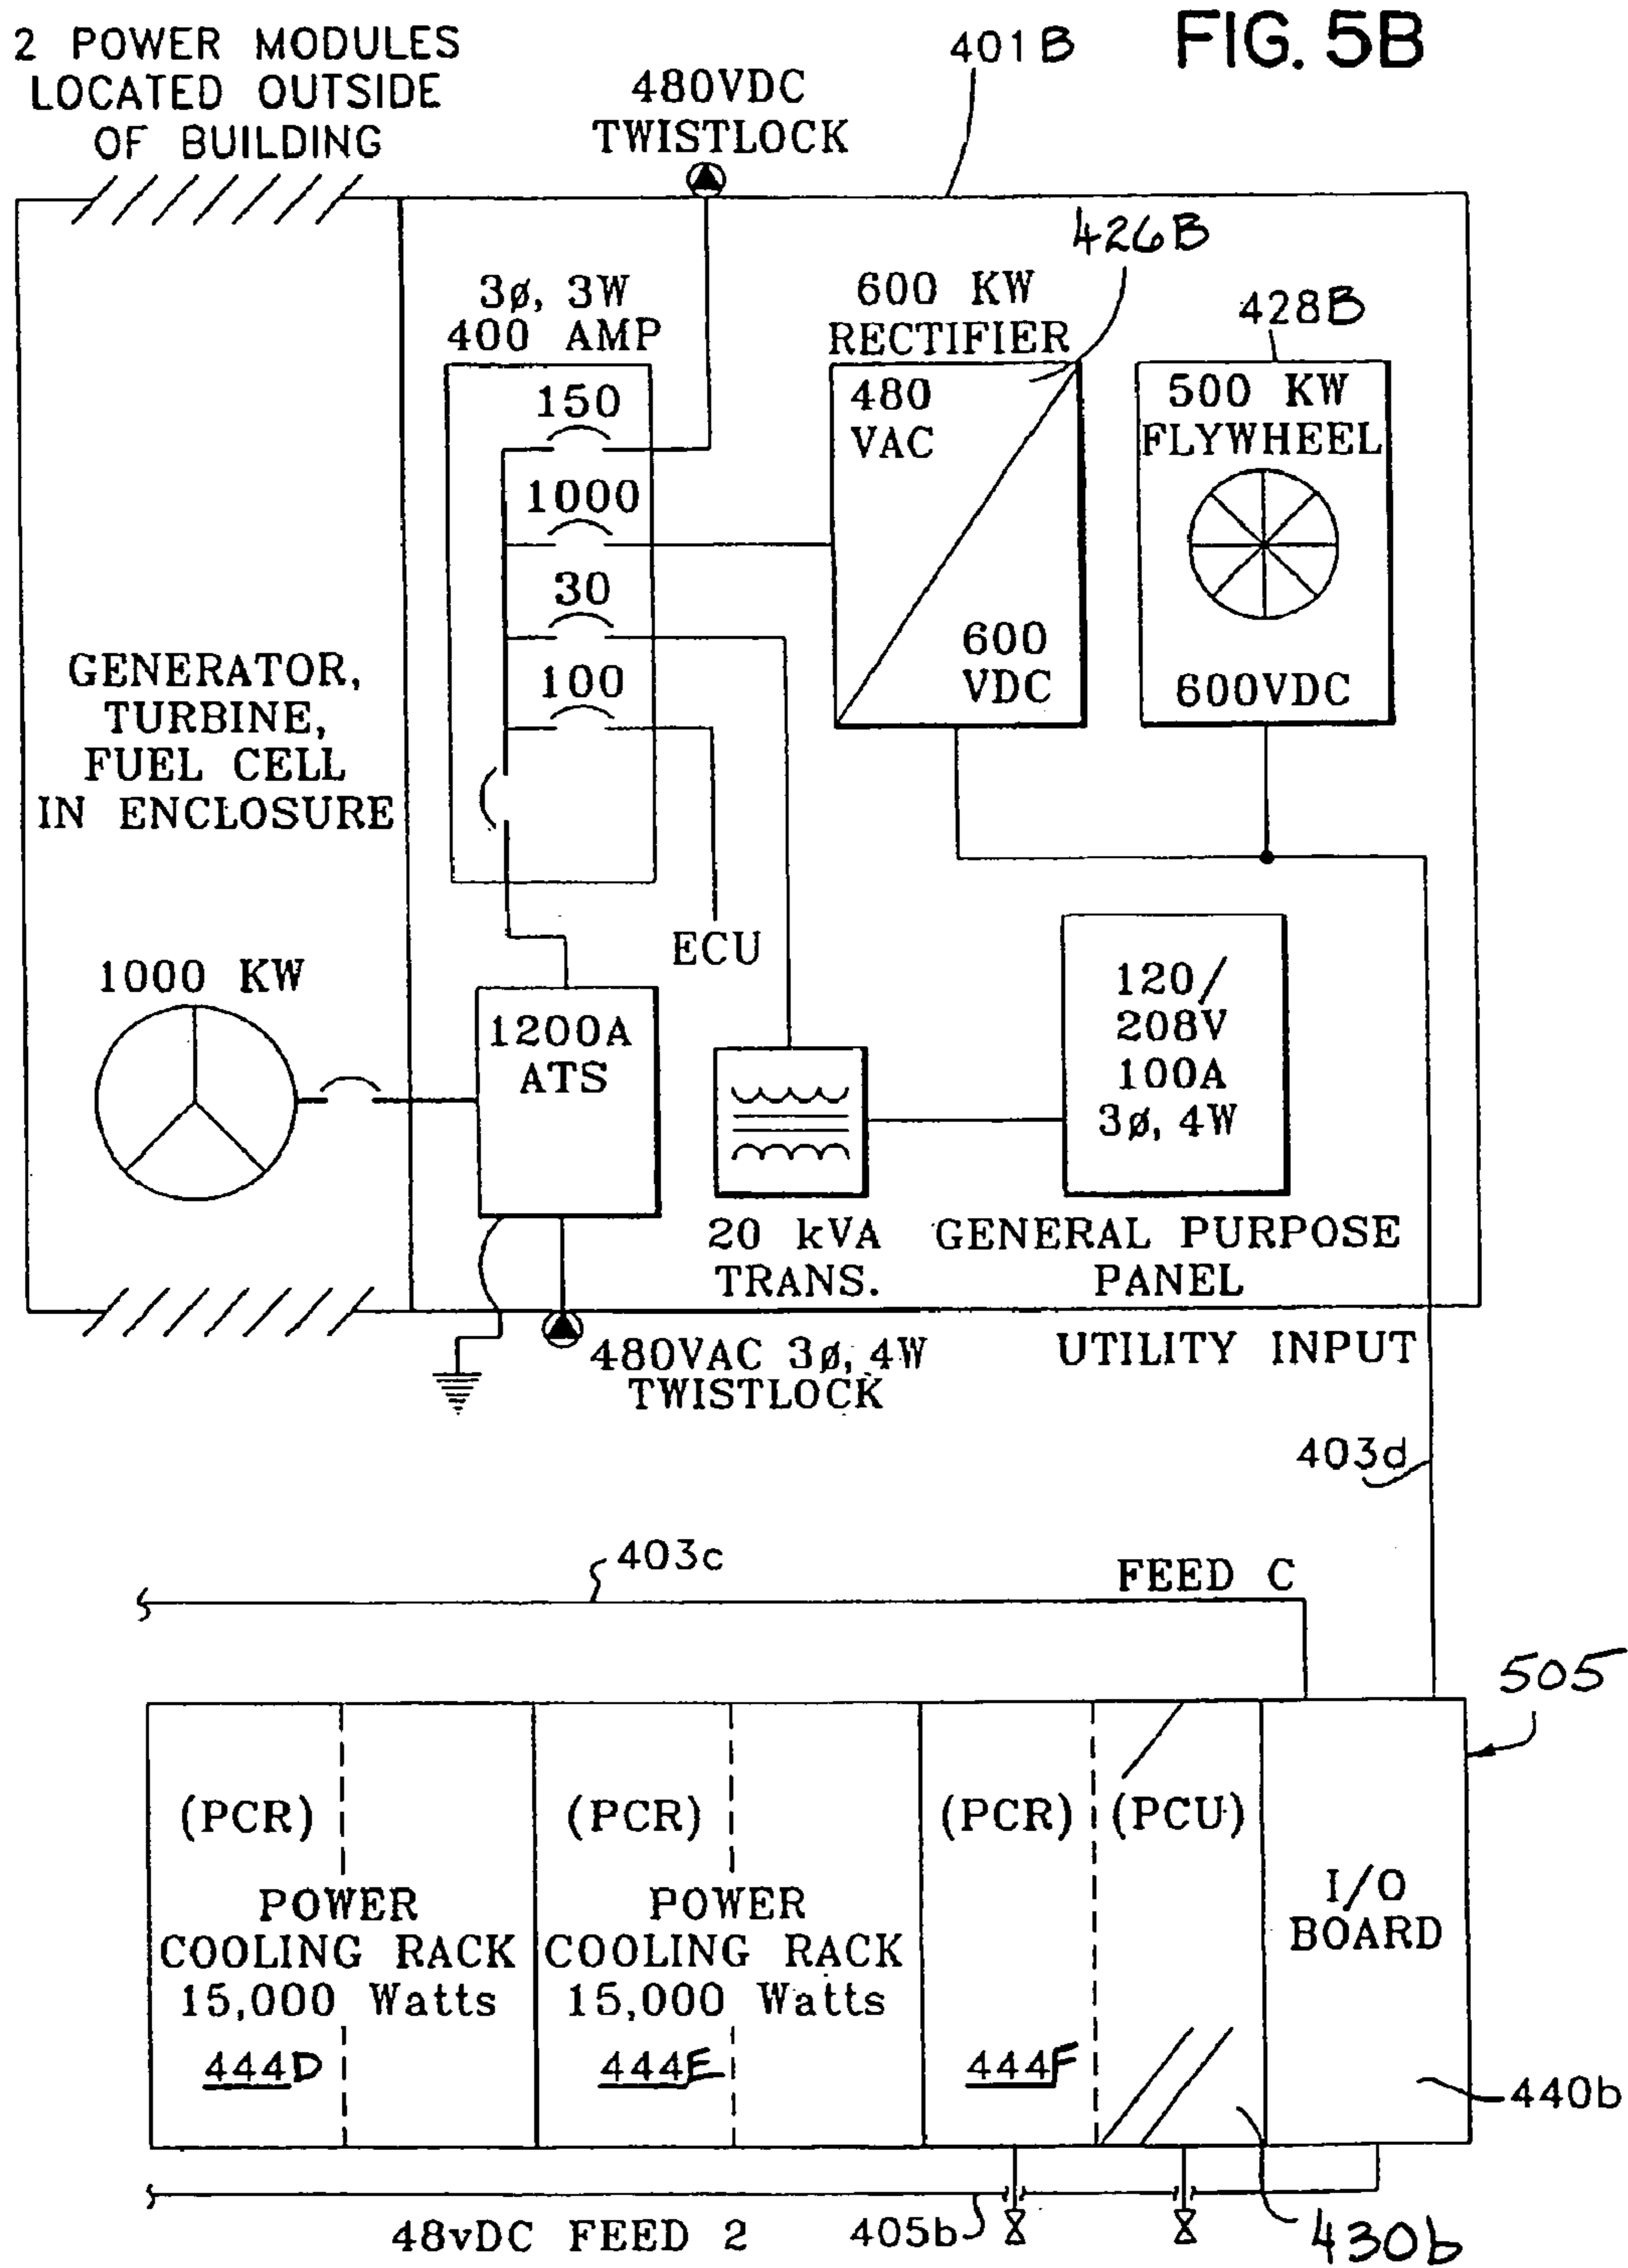 FIG. 5B
2 POWER MODULES
LOCATED OUTSIDE
OF BUILDING
480VDC
TWISTLOCK
401B
426B
3ø, 3W
400 AMP
150
1000
30
100
600 KW
RECTIFIER
480
VAC
600
VDC
428B
500 KW
FLYWHEEL
600VDC
GENERATOR,
TURBINE,
FUEL CELL
IN ENCLOSURE
1000 KW
ECU
1200A
ATS
120/
208V
100A
3ø, 4W
20 kVA
TRANS.
GENERAL PURPOSE
PANEL
480VAC 3ø, 4W
TWISTLOCK
UTILITY INPUT
403d
403c
FEED C
505
(PCR)
POWER
COOLING RACK
15,000 Watts
444D
(PCR)
POWER
COOLING RACK
15,000 Watts
444E
(PCR)
444F
(PCU)
I/O
BOARD
440b
48vDC FEED 2
405b
430b